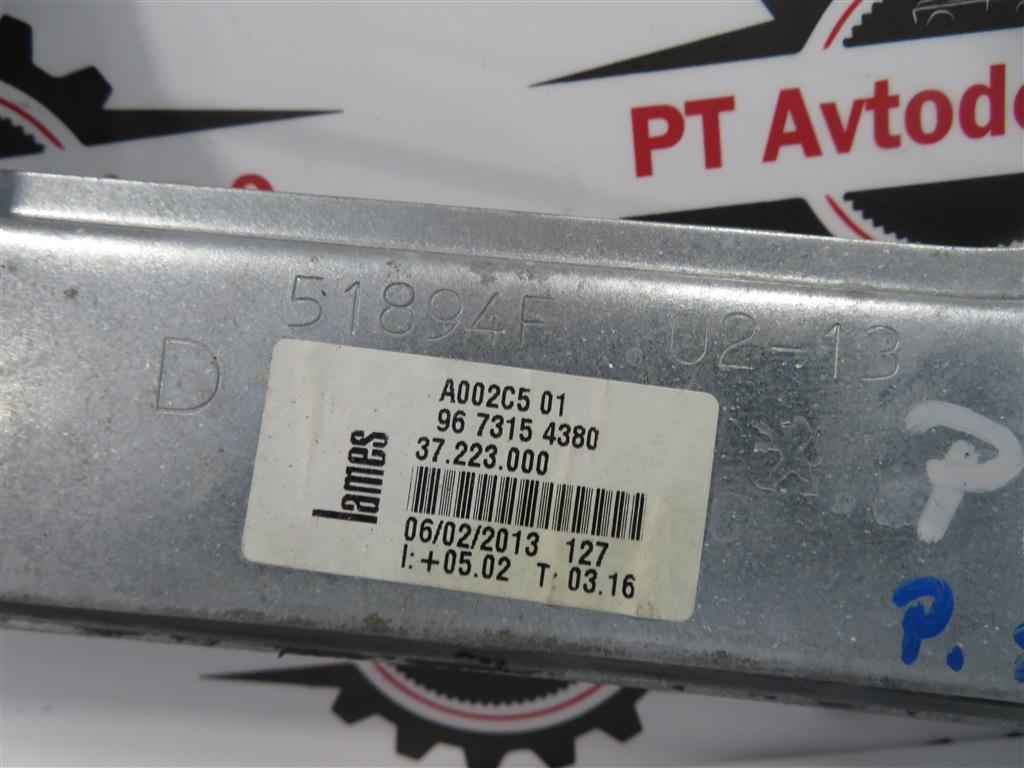 PT Avtode
51894F .02-13
D
A002C5 01
96 7315 4380
37.223.000
lames
06/02/2013 127
I: +05.02 T: 03.16
P
P.